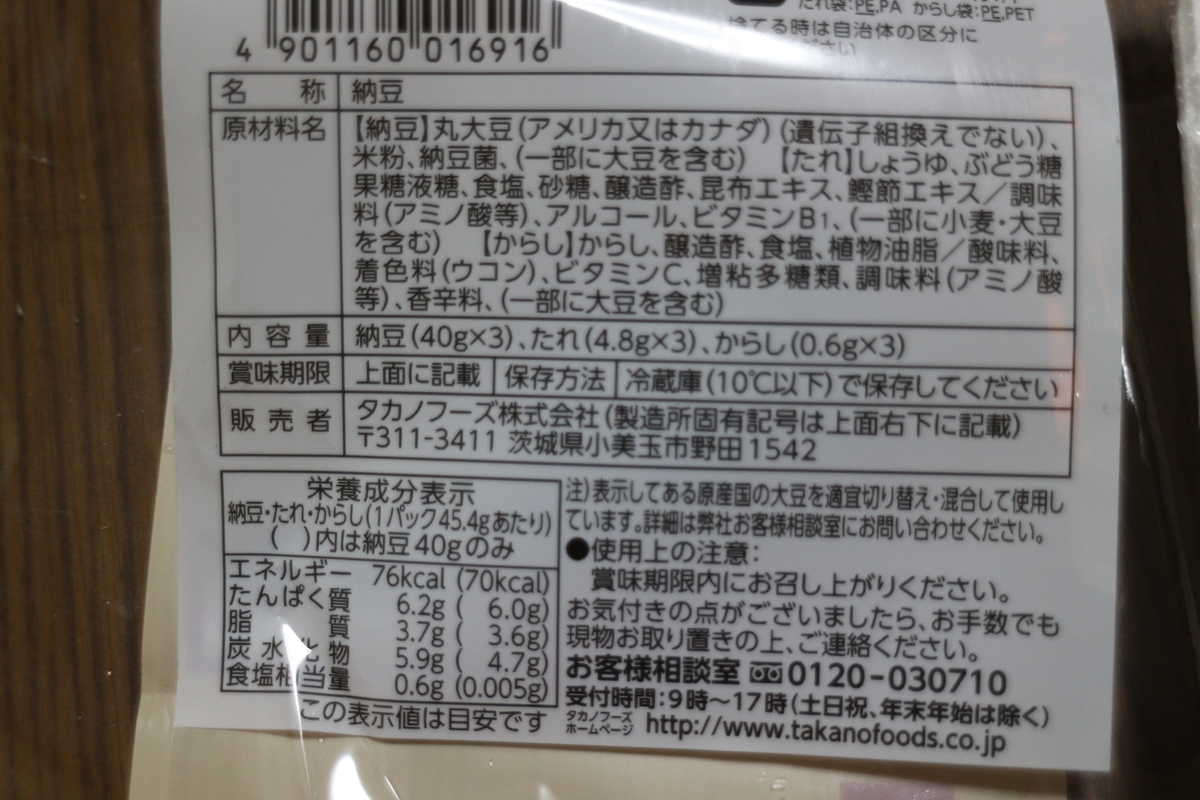 たれ袋:PE,PA からし袋:PE,PET
捨てる時は自治体の区分に
ださい
4 901160 016916
名 称 納豆
原材料名 【納豆】丸大豆(アメリカ又はカナダ)(遺伝子組換えでない)、
米粉、納豆菌、(一部に大豆を含む) 【たれ】しょうゆ、ぶどう糖
果糖液糖、食塩、砂糖、醸造酢、昆布エキス、鰹節エキス/調味
料(アミノ酸等)、アルコール、ビタミンB1、(一部に小麦・大豆
を含む) 【からし】からし、醸造酢、食塩、植物油脂/酸味料、
着色料(ウコン)、ビタミンC、増粘多糖類、調味料(アミノ酸
等)、香辛料、(一部に大豆を含む)
内容量 納豆(40g×3)、たれ(4.8g×3)、からし(0.6g×3)
賞味期限 上面に記載 保存方法 冷蔵庫(10℃以下)で保存してください
販売者 タカノフーズ株式会社(製造所固有記号は上面右下に記載)
〒311-3411 茨城県小美玉市野田1542
栄養成分表示
納豆・たれ・からし(1パック45.4gあたり)
( )内は納豆40gのみ
エネルギー 76kcal (70kcal)
たんぱく質 6.2g ( 6.0g)
脂質 3.7g ( 3.6g)
炭水化物 5.9g ( 4.7g)
食塩相当量 0.6g (0.005g)
この表示値は目安です
注)表示してある原産国の大豆を適宜切り替え・混合して使用し
ています。詳細は弊社お客様相談室にお問い合わせください。
●使用上の注意:
賞味期限内にお召し上がりください。
お気付きの点がございましたら、お手数でも
現物お取り置きの上、ご連絡ください。
お客様相談室 0120-030710
受付時間:9時~17時(土日祝、年末年始は除く)
タカノフーズ
ホームページ http://www.takanofoods.co.jp